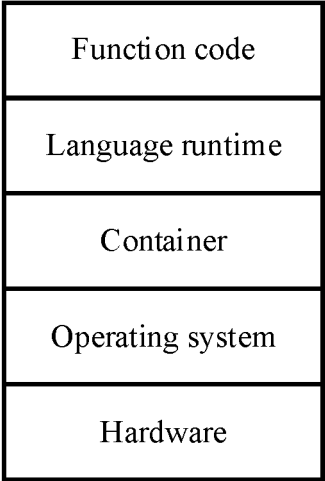 Function code
Language runtime
Container
Operating system
Hardware